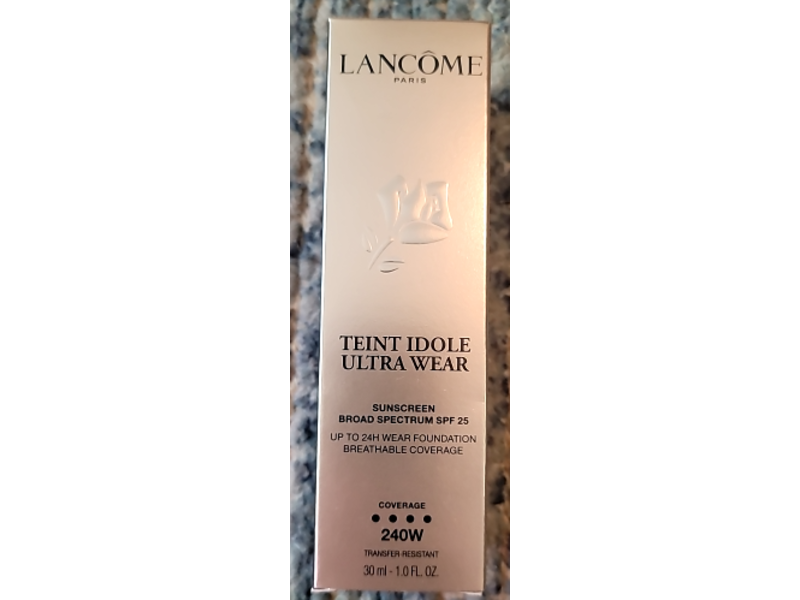 LANCÔME
PARIS
TEINT IDOLE
ULTRA WEAR
SUNSCREEN
BROAD SPECTRUM SPF 25
UP TO 24H WEAR FOUNDATION
BREATHABLE COVERAGE
COVERAGE
240W
TRANSFER-RESISTANT
30 ml - 1.0 FL. OZ.